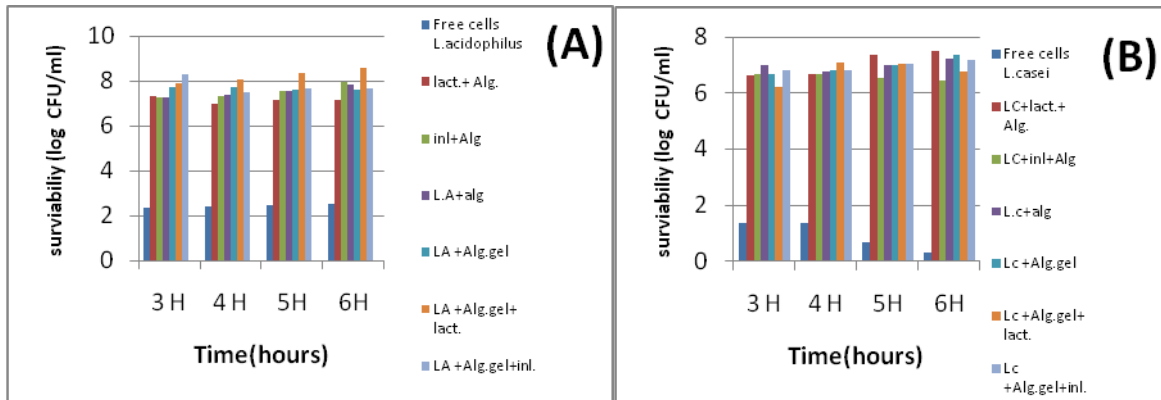 (A)
surviabiliy (log CFU/ml)
10
8
6
4
2
0
3 H 4 H 5H 6H
Time(hours)
Free cells
L.acidophilus
lact.+ Alg.
inl+Alg
L.A+alg
LA +Alg.gel
LA +Alg.gel+
lact.
LA +Alg.gel+inl.
(B)
surviability (log CFU/ml)
8
6
4
2
0
3 H 4 H 5H 6H
Time(hours)
Free cells
L.casei
LC+lact.+
Alg.
LC+inl+Alg
L.c+alg
Lc +Alg.gel
Lc +Alg.gel+
lact.
Lc
+Alg.gel+inl.